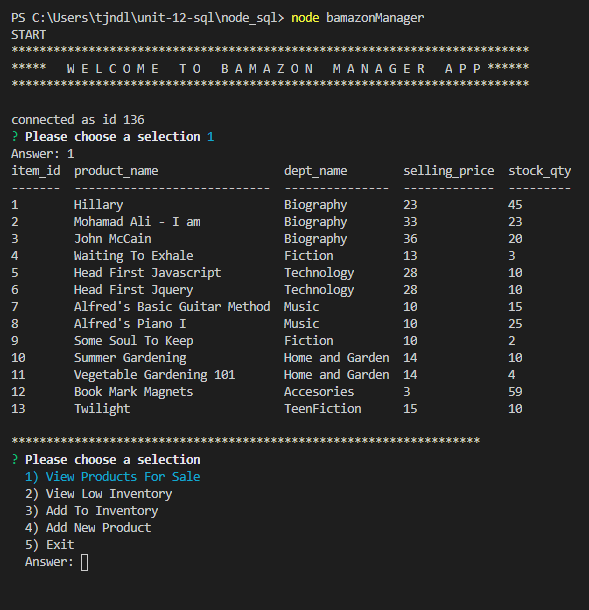 PS C:\Users\tjndl\unit-12-sql\node_sql> node bamazonManager
START
**************************************************************************
*****   W E L C O M E   T O   B A M A Z O N   M A N A G E R   A P P ******
**************************************************************************
connected as id 136
? Please choose a selection 1
Answer: 1
item_id  product_name                  dept_name        selling_price  stock_qty
-------  ----------------------------  ---------------  -------------  ---------
1        Hillary                       Biography        23             45
2        Mohamad Ali - I am            Biography        33             23
3        John McCain                   Biography        36             20
4        Waiting To Exhale             Fiction          13             3
5        Head First Javascript         Technology       28             10
6        Head First Jquery             Technology       28             10
7        Alfred's Basic Guitar Method  Music            10             15
8        Alfred's Piano I              Music            10             25
9        Some Soul To Keep             Fiction          10             2
10       Summer Gardening              Home and Garden  14             10
11       Vegetable Gardening 101       Home and Garden  14             4
12       Book Mark Magnets             Accesories       3              59
13       Twilight                      TeenFiction      15             10
*******************************************************************
? Please choose a selection
1) View Products For Sale
2) View Low Inventory
3) Add To Inventory
4) Add New Product
5) Exit
Answer: